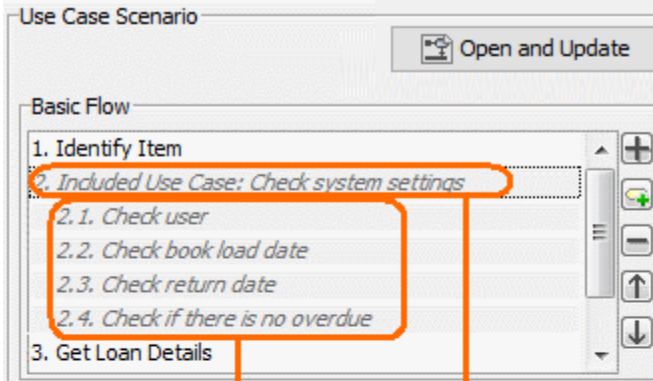 Use Case Scenario
Open and Update
Basic Flow
1. Identify Item
2. Included Use Case: Check system settings
2.1. Check user
2.2. Check book load date
2.3. Check return date
2.4. Check if there is no overdue
3. Get Loan Details